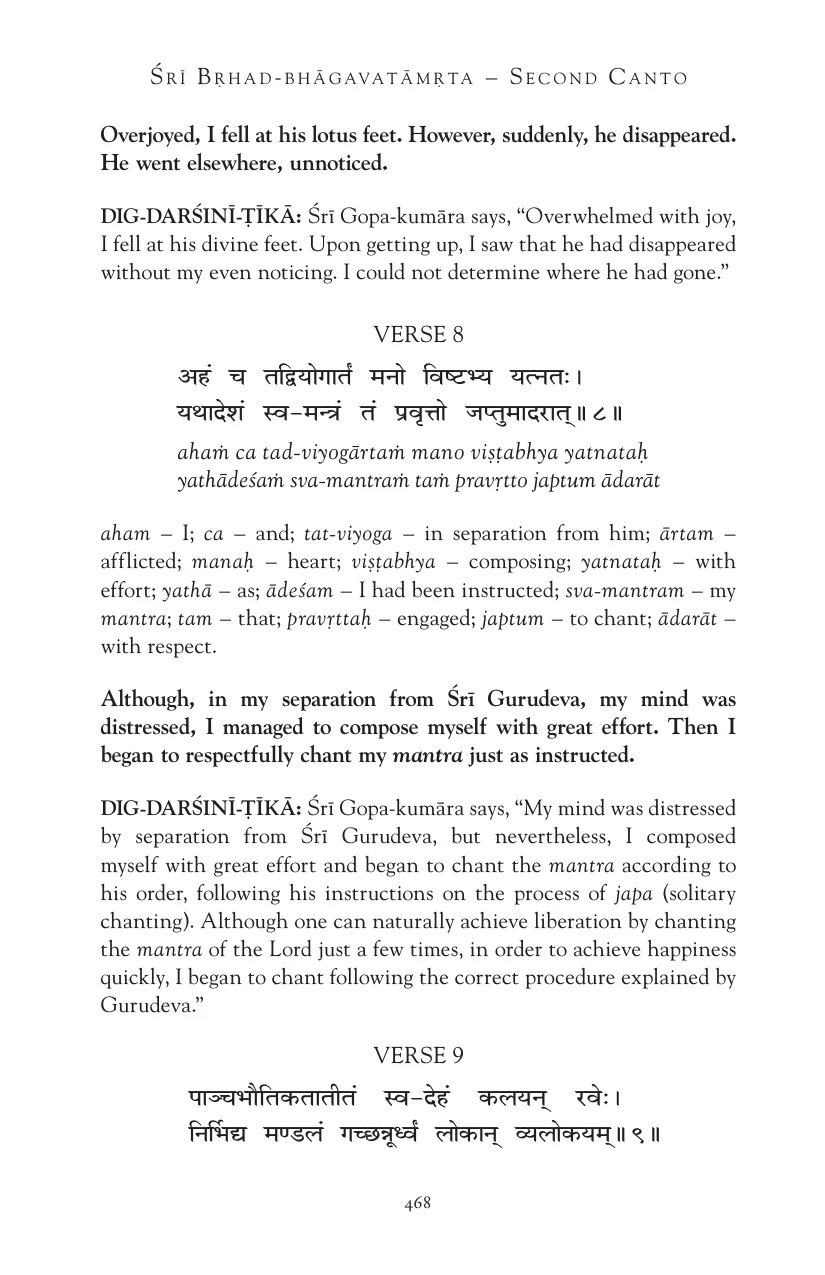 ŚRĪ BṚHAD-BHĀGAVATĀMṚTA – SECOND CANTO
Overjoyed, I fell at his lotus feet. However, suddenly, he disappeared.
He went elsewhere, unnoticed.
DIG-DARŚINĪ-ṬĪKĀ: Śrī Gopa-kumāra says, “Overwhelmed with joy,
I fell at his divine feet. Upon getting up, I saw that he had disappeared
without my even noticing. I could not determine where he had gone.”
VERSE 8
अहं च तद्वियोगार्तं मनो विष्टभ्य यत्नतः।
यथादेशं स्व-मन्त्रं तं प्रवृत्तो जप्तुमादरात्॥८॥
ahaṁ ca tad-viyogārtaṁ mano viṣṭabhya yatnataḥ
yathādeśaṁ sva-mantraṁ taṁ pravṛtto japtum ādarāt
aham – I; ca – and; tat-viyoga – in separation from him; ārtam –
afflicted; manaḥ – heart; viṣṭabhya – composing; yatnataḥ – with
effort; yathā – as; ādeśam – I had been instructed; sva-mantram – my
mantra; tam – that; pravṛttaḥ – engaged; japtum – to chant; ādarāt –
with respect.
Although, in my separation from Śrī Gurudeva, my mind was
distressed, I managed to compose myself with great effort. Then I
began to respectfully chant my mantra just as instructed.
DIG-DARŚINĪ-ṬĪKĀ: Śrī Gopa-kumāra says, “My mind was distressed
by separation from Śrī Gurudeva, but nevertheless, I composed
myself with great effort and began to chant the mantra according to
his order, following his instructions on the process of japa (solitary
chanting). Although one can naturally achieve liberation by chanting
the mantra of the Lord just a few times, in order to achieve happiness
quickly, I began to chant following the correct procedure explained by
Gurudeva.”
VERSE 9
पाञ्चभौतिकतातीतं स्व-देहं कलयन् रवेः।
निर्भिद्य मण्डलं गच्छन्नूर्ध्वं लोकान् व्यलोकयम्॥९॥
468